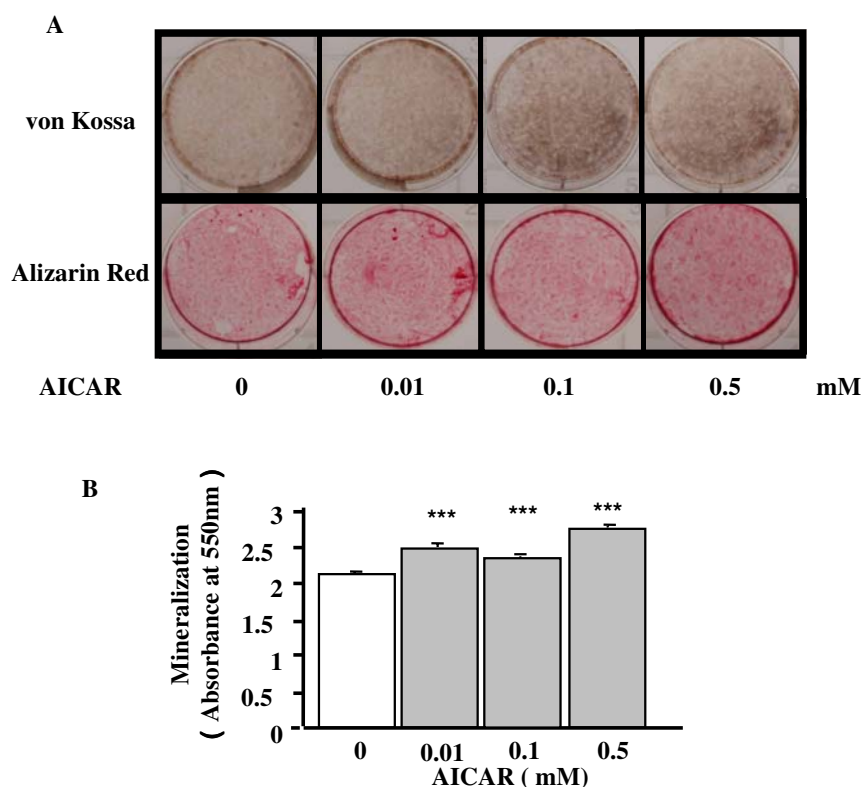 A
von Kossa
Alizarin Red
AICAR 0 0.01 0.1 0.5 mM
B
Mineralization
( Absorbance at 550nm )
3
2.5
2
1.5
1
0.5
0
*** *** ***
0 0.01 0.1 0.5
AICAR ( mM)